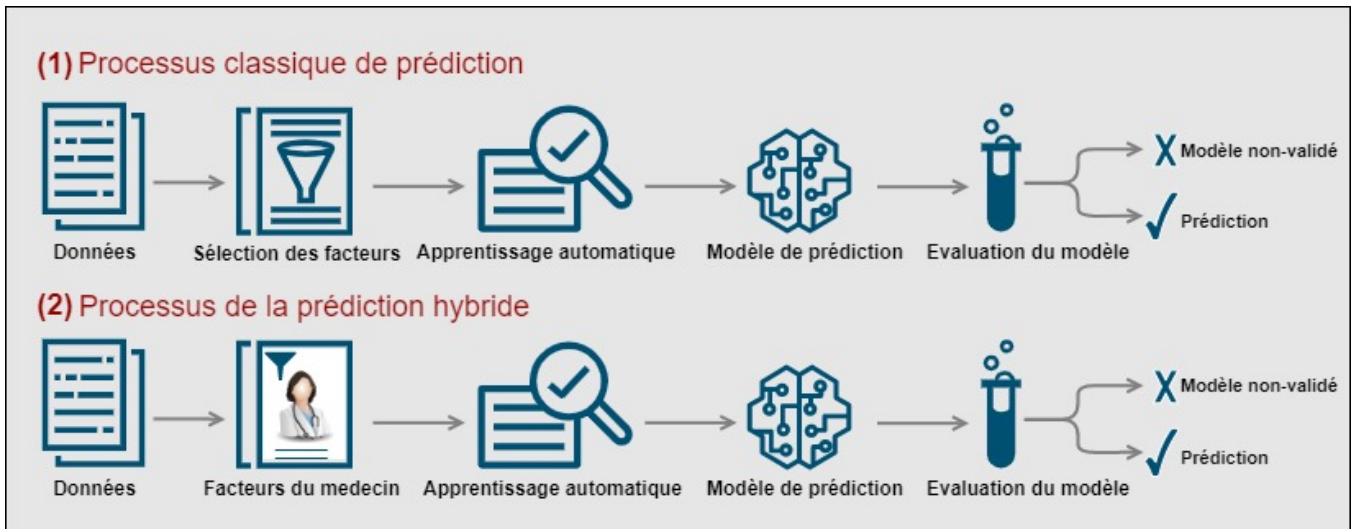 (1) Processus classique de prédiction
Modèle non-validé
Prédiction
Données
Sélection des facteurs
Apprentissage automatique
Modèle de prédiction
Evaluation du modèle
(2) Processus de la prédiction hybride
Modèle non-validé
Prédiction
Données
Facteurs du medecin
Apprentissage automatique
Modèle de prédiction
Evaluation du modèle